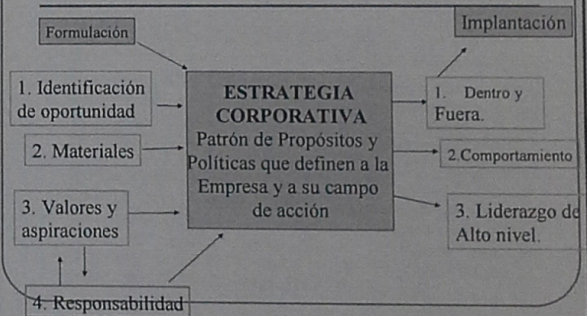 Formulación
Implantación
1. Identificación
de oportunidad
2. Materiales
3. Valores y
aspiraciones
4. Responsabilidad
ESTRATEGIA
CORPORATIVA
Patrón de Propósitos y
Políticas que definen a la
Empresa y a su campo
de acción
1. Dentro y
Fuera.
2.Comportamiento
3. Liderazgo de
Alto nivel.